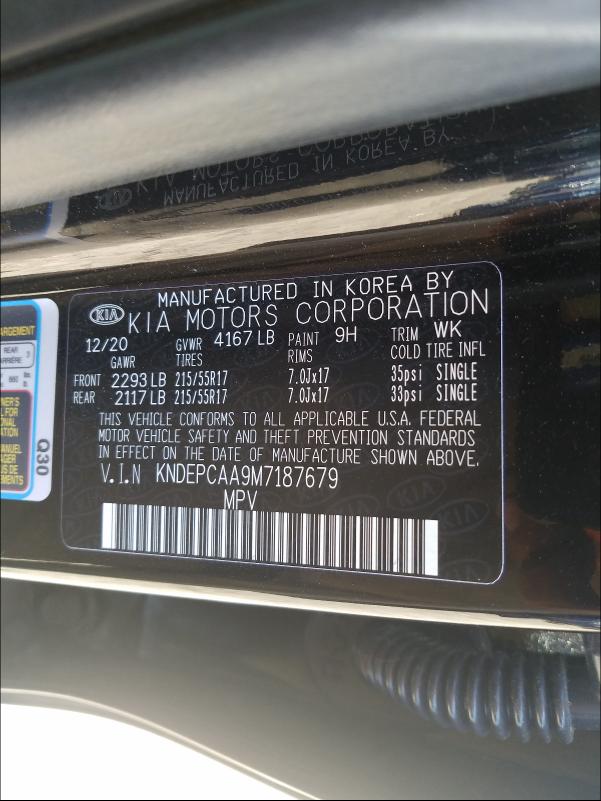 MANUFACTURED IN KOREA BY
KIA KIA MOTORS CORPORATION
12/20 GVWR 4167 LB PAINT 9H TRIM WK
GAWR TIRES RIMS COLD TIRE INFL
FRONT 2293 LB 215/55R17 7.0Jx17 35psi SINGLE
REAR 2117 LB 215/55R17 7.0Jx17 33psi SINGLE
THIS VEHICLE CONFORMS TO ALL APPLICABLE U.S.A. FEDERAL
MOTOR VEHICLE SAFETY AND THEFT PREVENTION STANDARDS
IN EFFECT ON THE DATE OF MANUFACTURE SHOWN ABOVE.
V.I.N KNDEPCAA9M7187679
MPV
REAR
Q30